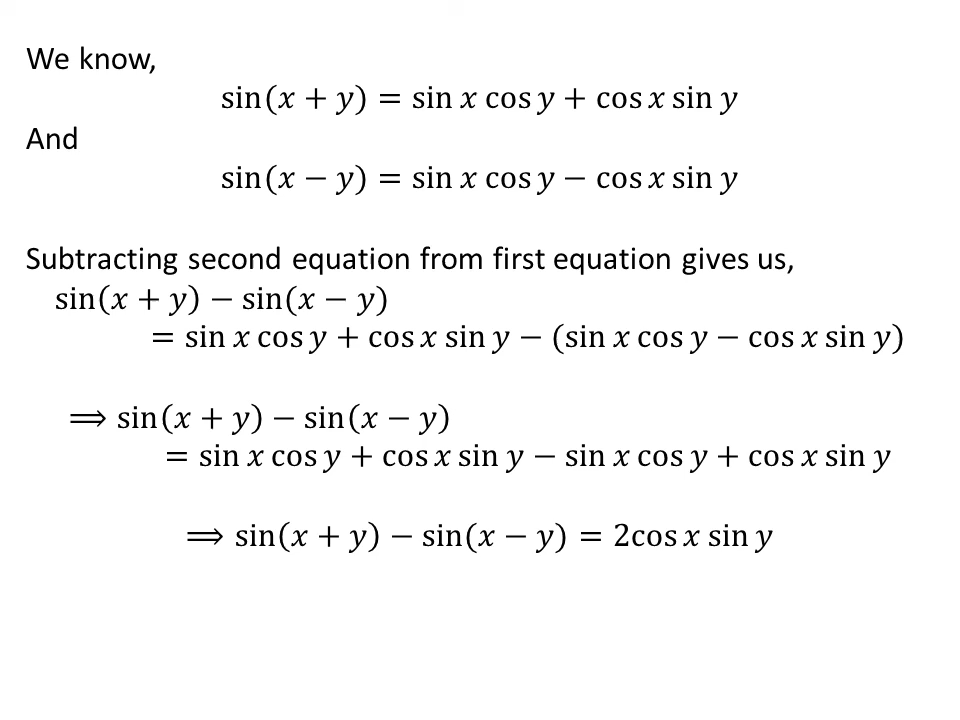 We know,
sin(𝑥 + 𝑦) = sin 𝑥 cos 𝑦 + cos 𝑥 sin 𝑦
And
sin(𝑥 − 𝑦) = sin 𝑥 cos 𝑦 − cos 𝑥 sin 𝑦
Subtracting second equation from first equation gives us,
sin(𝑥 + 𝑦) − sin(𝑥 − 𝑦)
= sin 𝑥 cos 𝑦 + cos 𝑥 sin 𝑦 − (sin 𝑥 cos 𝑦 − cos 𝑥 sin 𝑦)
⟹ sin(𝑥 + 𝑦) − sin(𝑥 − 𝑦)
= sin 𝑥 cos 𝑦 + cos 𝑥 sin 𝑦 − sin 𝑥 cos 𝑦 + cos 𝑥 sin 𝑦
⟹ sin(𝑥 + 𝑦) − sin(𝑥 − 𝑦) = 2cos 𝑥 sin 𝑦